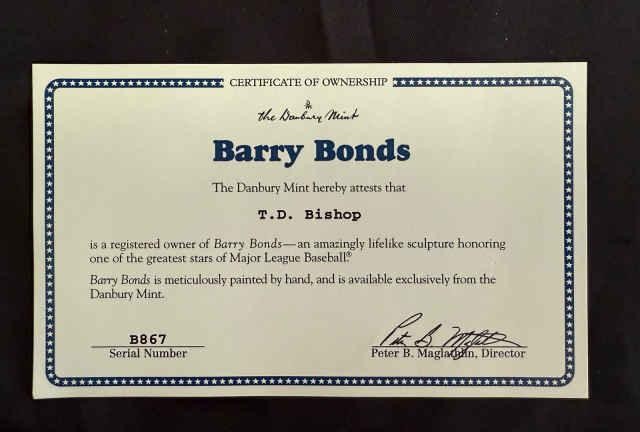 CERTIFICATE OF OWNERSHIP
the Danbury Mint
Barry Bonds
The Danbury Mint hereby attests that
T.D. Bishop
is a registered owner of Barry Bonds—an amazingly lifelike sculpture honoring
one of the greatest stars of Major League Baseball®.
Barry Bonds is meticulously painted by hand, and is available exclusively from the
Danbury Mint.
B867
Serial Number
Peter B. Maglathlin
Peter B. Maglathlin, Director